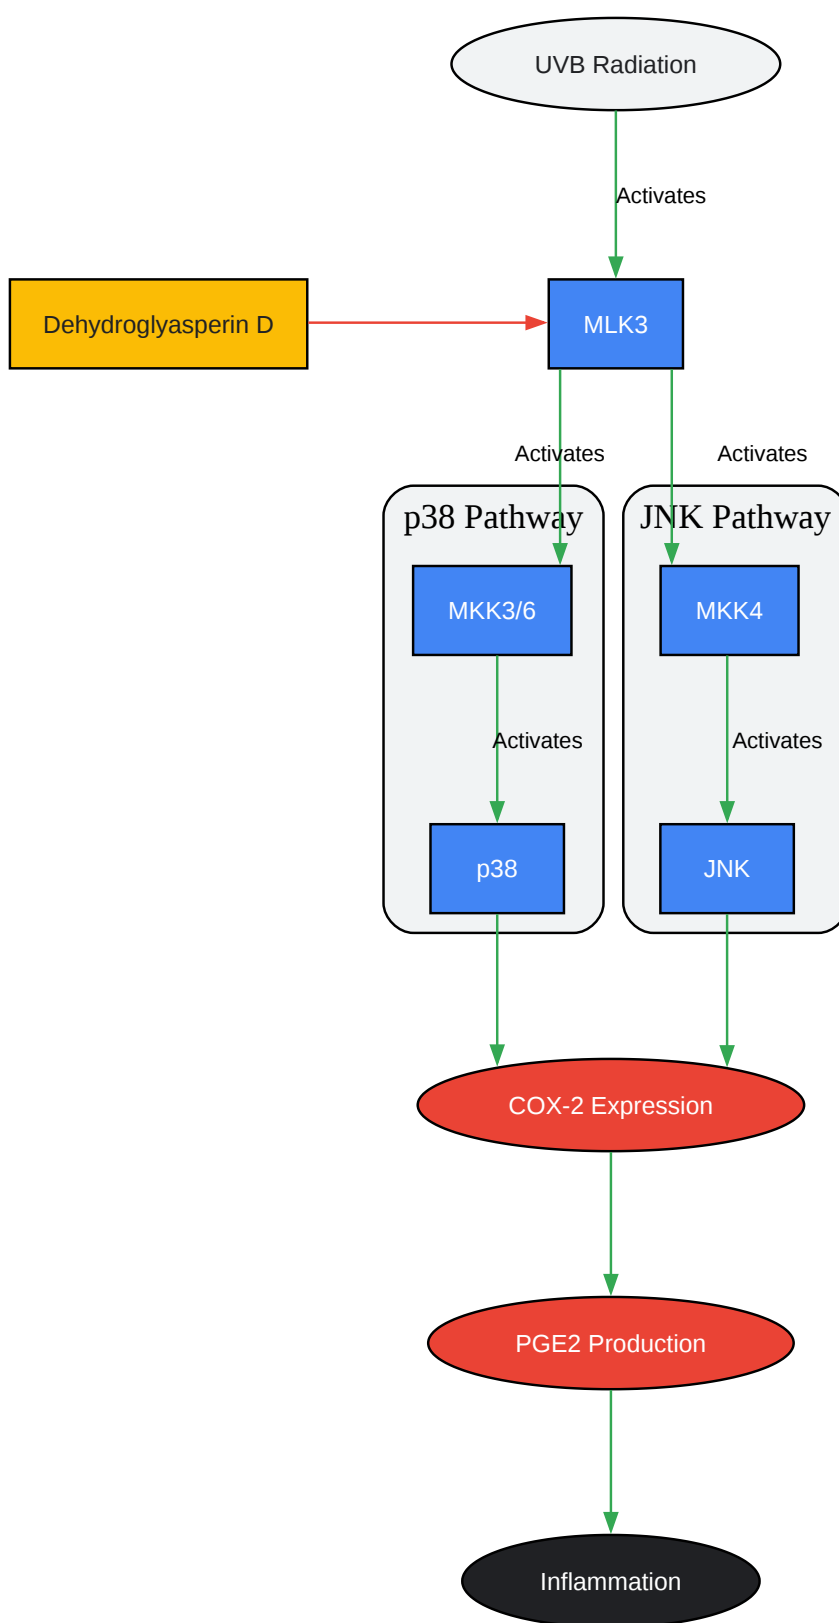 UVB Radiation
Activates
Dehydroglyasperin D
MLK3
Activates
Activates
p38 Pathway
JNK Pathway
MKK3/6
MKK4
Activates
Activates
p38
JNK
COX-2 Expression
PGE2 Production
Inflammation